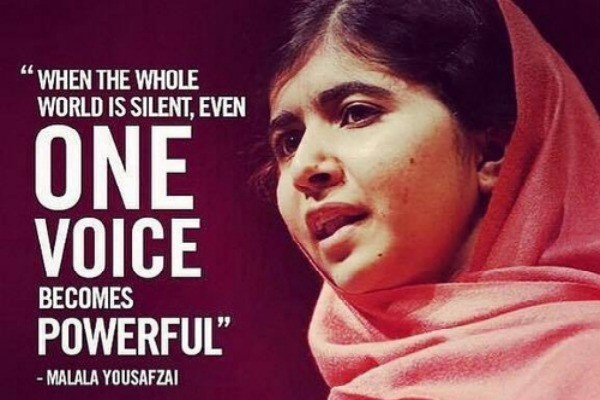 “WHEN THE WHOLE
WORLD IS SILENT, EVEN
ONE
VOICE
BECOMES
POWERFUL”
- MALALA YOUSAFZAI